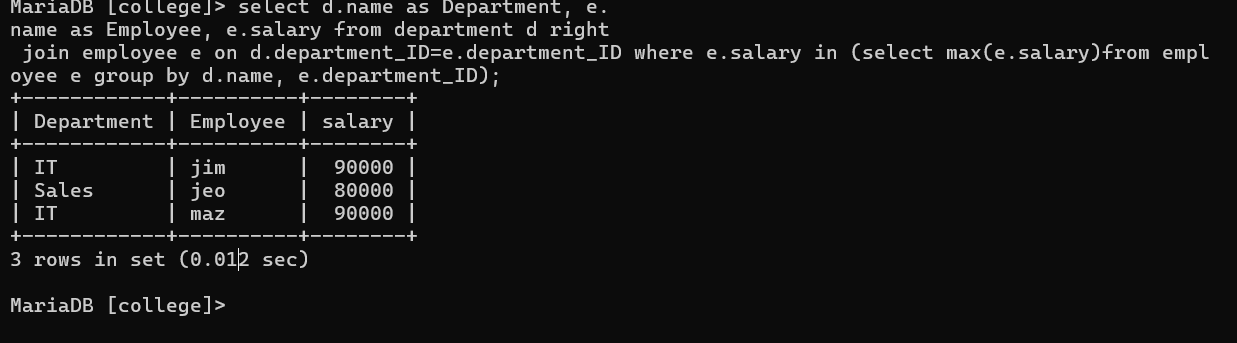 MariaDB [college]> select d.name as Department, e.
name as Employee, e.salary from department d right
 join employee e on d.department_ID=e.department_ID where e.salary in (select max(e.salary)from empl
oyee e group by d.name, e.department_ID);
+------------+----------+--------+
| Department | Employee | salary |
+------------+----------+--------+
| IT         | jim      |  90000 |
| Sales      | jeo      |  80000 |
| IT         | maz      |  90000 |
+------------+----------+--------+
3 rows in set (0.012 sec)

MariaDB [college]>